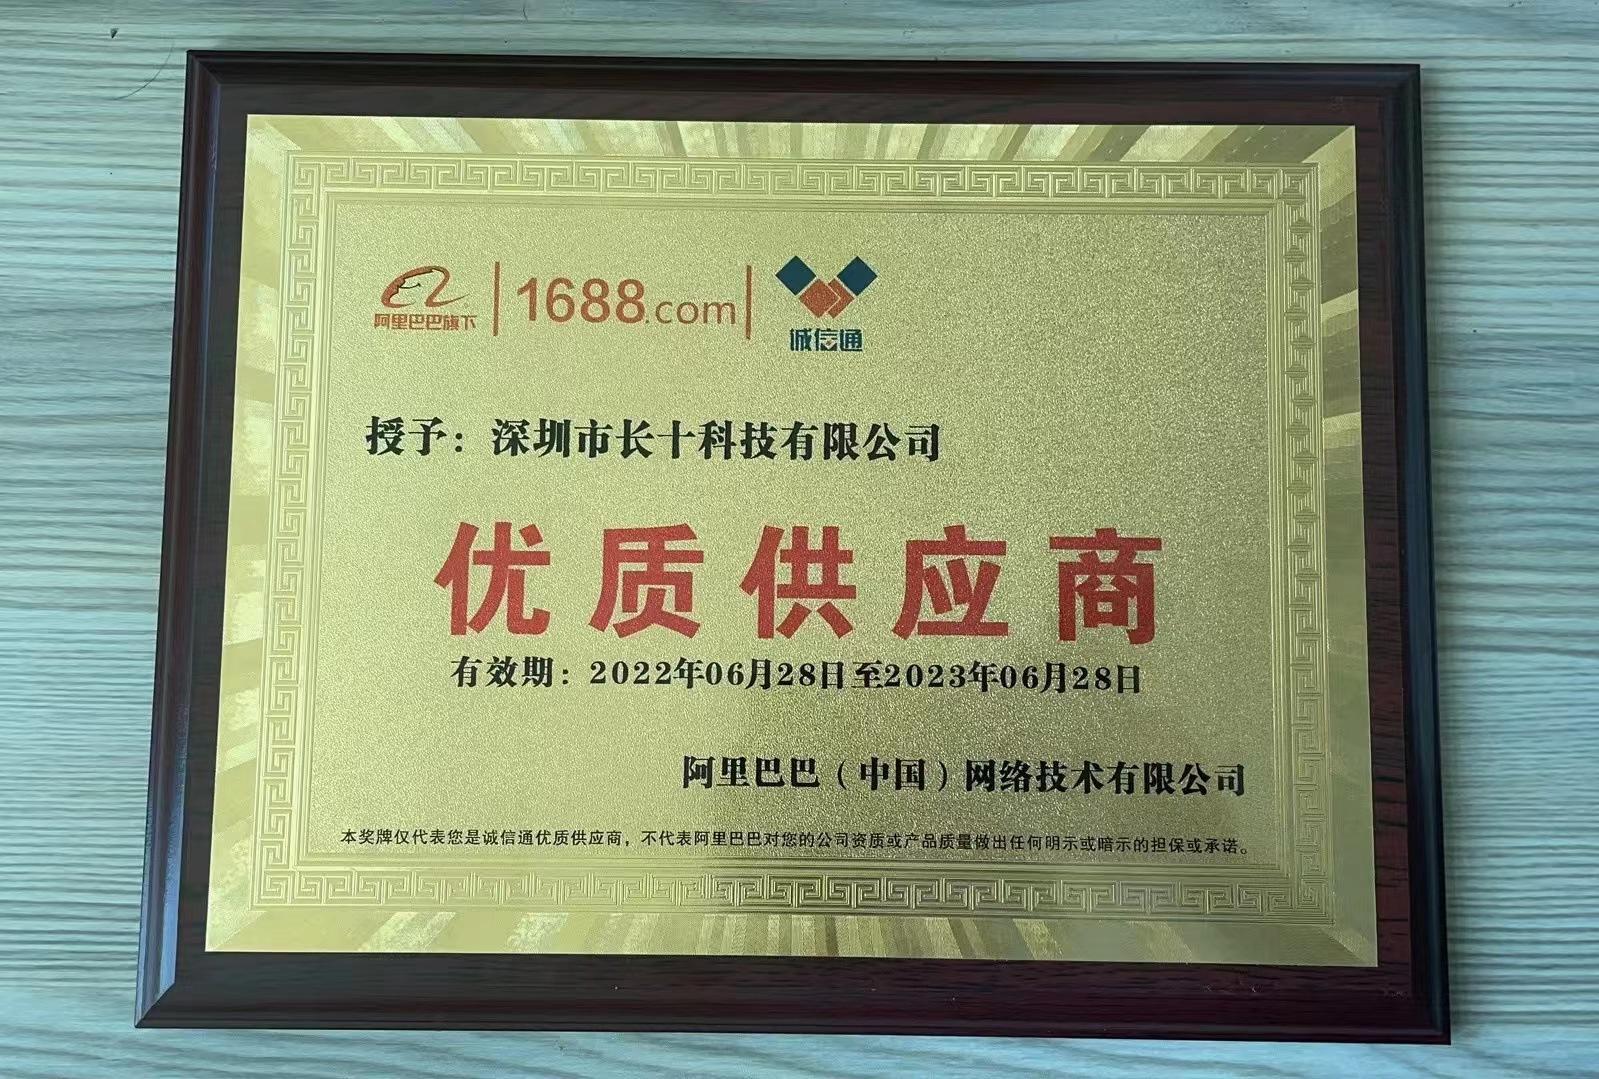 阿里巴巴旗下 1688.com 诚信通
授予：深圳市长十科技有限公司
优质供应商
有效期：2022年06月28日至2023年06月28日
阿里巴巴（中国）网络技术有限公司
本奖牌仅代表您是诚信通优质供应商，不代表阿里巴巴对您的公司资质或产品质量做出任何明示或暗示的担保或承诺。